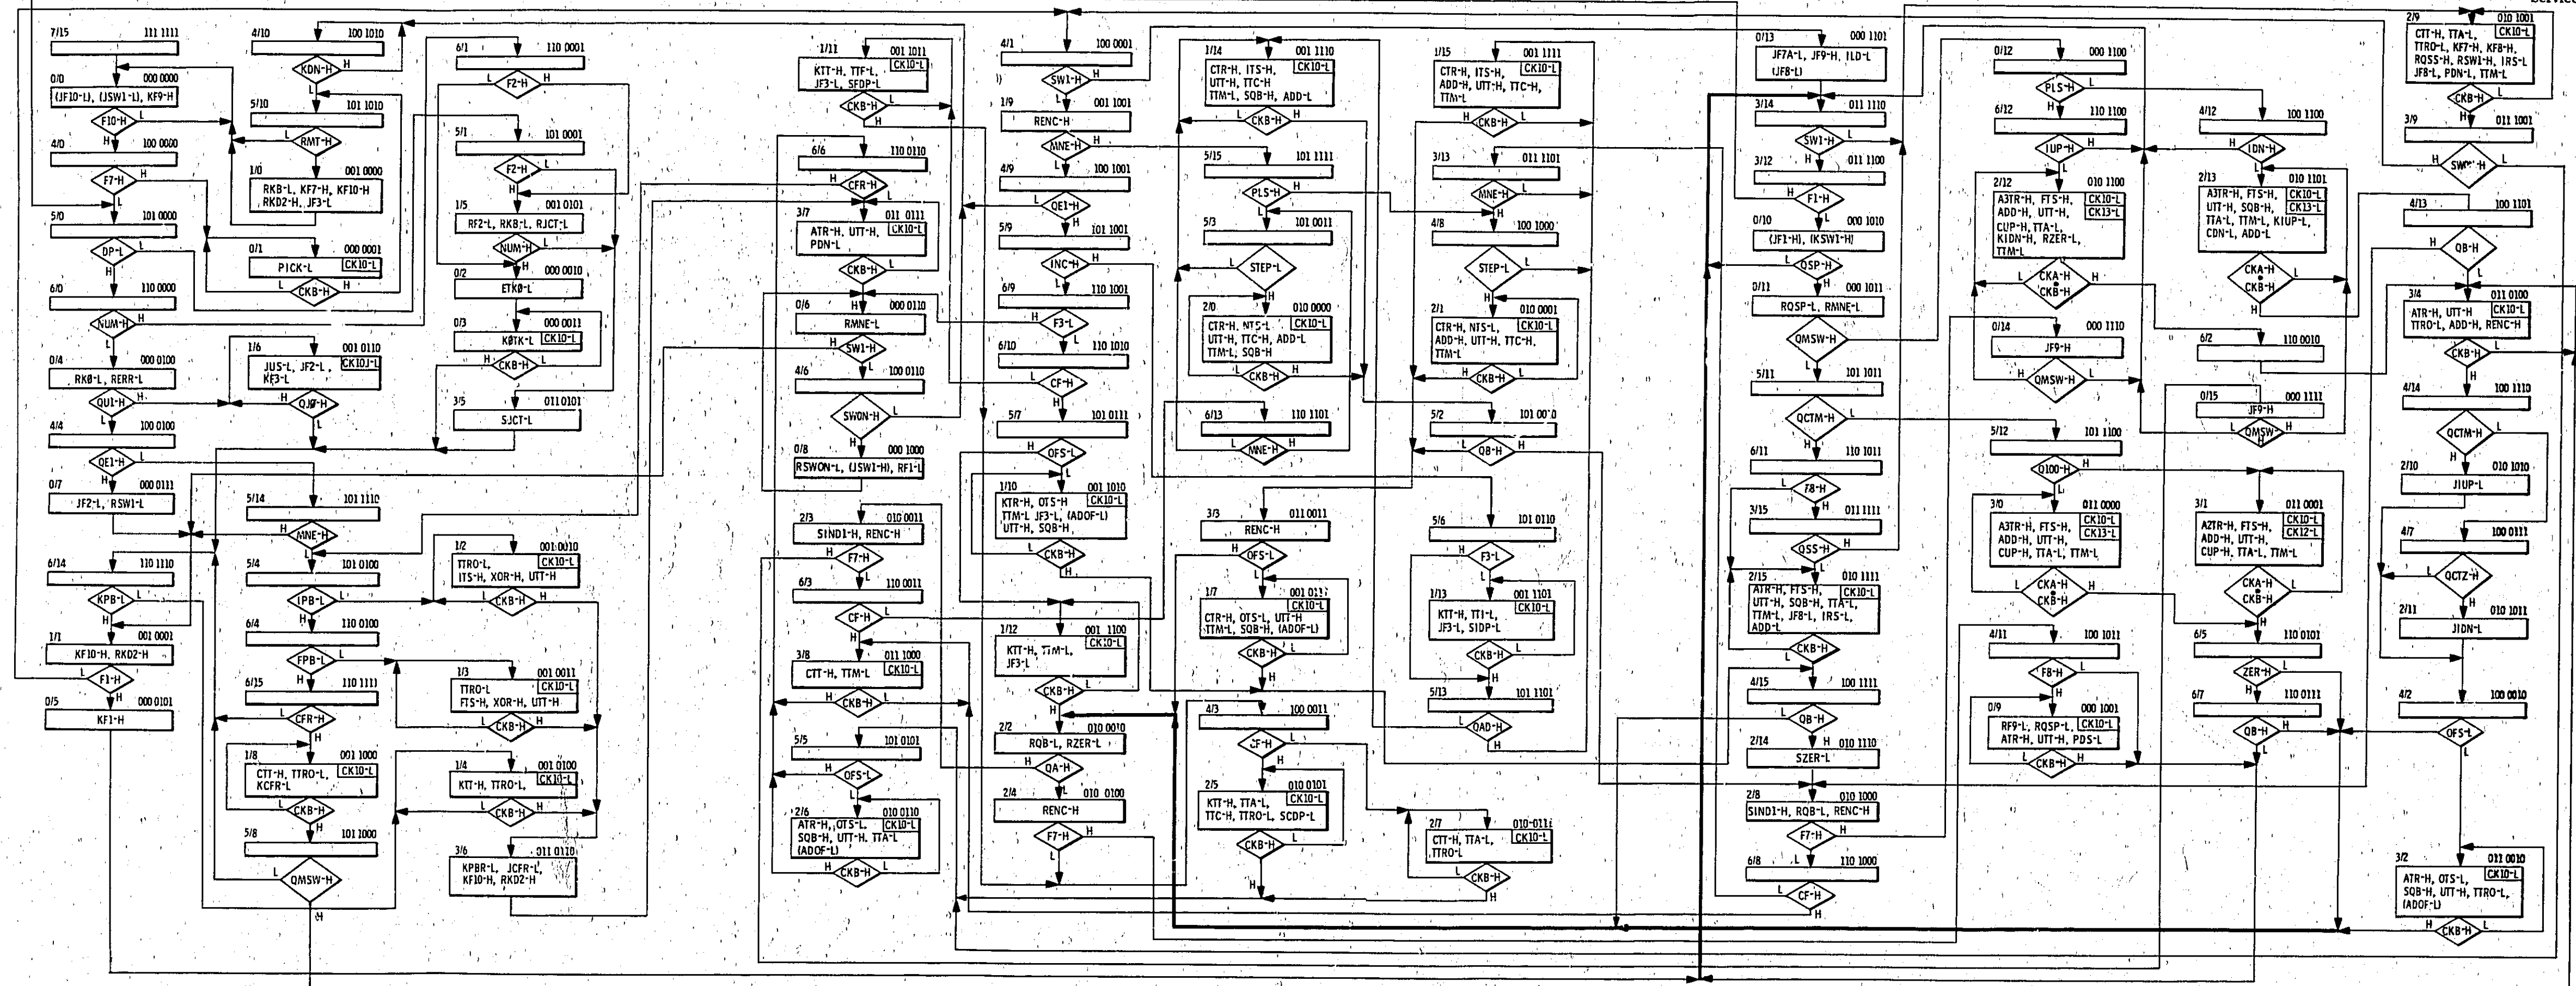 Service
7/15 111 1111
0/0 000 0000
(JF10-L), (JSW1-L), KF9-H
F10-H L
H
4/0 100 0000
F7-H H
L
5/0 101 0000
DP-L L
H
6/0 110 0000
NUM-H H
L
0/4 000 0100
RKØ-L, RERR-L
QU1-H H
L
4/4 100 0100
QE1-H L
H
0/7 000 0111
JF2-L, RSW1-L
6/14 110 1110
KPB-L L
H
1/1 001 0001
KF10-H, RKD2-H
L F1-H
H
0/5 000 0101
KF1-H
4/10 100 1010
KDN-H H
L
5/10 101 1010
L RMT-H
H
1/0 001 0000
RKB-L, KF7-H, KF10-H
RKD2-H, JF3-L
0/1 000 0001
PICK-L CK10-L
L CKB-H H
1/6 001 0110
JUS-L, JF2-L,
KF3-L
H
L
5/14 101 1110
MNE-H
L
5/4 101 0100
IPB-L L
H
6/4 110 0100
FPB-L L
H
6/15 110 1111
L CFR-H
H
1/8 001 1000
CTT-H, TTRO-L, CK10-L
KCFR-L
L CKB-H
H
5/8 101 1000
L QMSW-H
H
6/1 110 0001
L F2-H H
5/1 101 0001
F2-H L
H
1/5 001 0101
RF2-L, RKB-L, RJCT-L
NUM-H L
H
0/2 000 0010
ETKØ-L
0/3 000 0011
KØTK-L CK10-L
H CKB-H L
3/5 011 0101
SJCT-L
1/2 001 0010
TTRO-L, CK10-L
ITS-H, XOR-H, UTT-H
L CKB-H H
1/3 001 0011
TTRO-L CK10-L
FTS-H, XOR-H, UTT-H
L CKB-H H
1/4 001 0100
KTT-H, TTRO-L, CK10-L
L CKB-H H
3/6 011 0110
KPBR-L, JCFR-L,
KF10-H, RKD2-H
1/11 001 1011
KTT-H, TTF-L, CK10-L
JF3-L, SFDP-L
CKB-H L
H
6/6 110 0110
L CFR-H
H
3/7 011 0111
ATR-H, UTT-H, CK10-L
PDN-L
CKB-H L
H
0/6 000 0110
RMNE-L
L SW1-H
H
4/6 100 0110
SWON-H L
H
0/8 000 1000
RSWON-L, (JSW1-H), RF1-L
2/3 010 0011
SIND1-H, RENC-H
H F7-H
L
6/3 110 0011
CF-H L
H
3/8 011 1000
CTT-H, TTM-L CK10-L
H CKB-H L
5/5 101 0101
H OFS-L
L
2/6 010 0110
ATR-H, OTS-L, CK10-L
SQB-H, UTT-H, TTA-L
(ADOF-L)
H CKB-H L
4/1 100 0001
SW1-H H
L
1/9 001 1001
RENC-H
MNE-H H
L
4/9 100 1001
L QE1-H
H
5/9 101 1001
INC-H L
H
6/9 110 1001
H F3-L
L
6/10 110 1010
L CF-H
H
5/7 101 0111
H OFS-L
L
1/10 001 1010
KTR-H, OTS-H CK10-L
TTM-L JF3-L, (ADOF-L)
UTT-H, SQB-H
L CKB-H
H
1/12 001 1100
KTT-H, TTM-L, CK10-L
JF3-L
CKB-H L
H
2/2 010 0010
RQB-L, RZER-L
H QA-H
L
2/4 010 0100
RENC-H
F7-H H
L
1/14 001 1110
CTR-H, ITS-H CK10-L
UTT-H, TTC-H
TTM-L, SQB-H, ADD-L
L CKB-H H
5/15 101 1111
PLS-H H
L
5/3 101 0011
L STEP-L
H
2/0 010 0000
CTR-H, NTS-L CK10-L
UTT-H, TTC-H, ADD-L
TTM-L, SQB-H
L CKB-H H
6/13 110 1101
L MNE-H H
3/3 011 0011
RENC-H
H OFS-L
L
1/7
CTR-H, OTS-L, UTT-H CK10-L
TTM-L, SQB-H, (ADOF-L)
CKB-H L
H
4/3 100 0011
CF-H L
H
2/5 010 0101
KTT-H, TTA-L, CK10-L
TTC-H, TTRO-L, SCDP-L
CKB-H L
H
1/15 001 1111
CTR-H, ITS-H, CK10-L
ADD-H, UTT-H, TTC-H,
TTM-L
H CKB-H L
3/13 011 1101
MNE-H L
H
4/8 100 1000
STEP-L L
H
2/1 010 0001
CTR-H, NTS-L, CK10-L
ADD-H, UTT-H, TTC-H,
TTM-L
H CKB-H L
5/2 101 0010
H QB-H L
5/6 101 0110
H F3-L
L
1/13 001 1101
CK10-L
JF3-L, SIDP-L
H CKB-H L
5/13 101 1101
L QAD-H
H
2/7
CTT-H, TTA-L, CK10-L
TTRO-L
L CKB-H
H
0/13 000 1101
JF7A-L, JF9-H, ILD-L
(JF8-L)
3/14 011 1110
SW1-H L
H
3/12 011 1100
L F1-H
H
0/10 000 1010
(JF1-H), (KSW1-H)
L QSP-H
H
0/11 000 1011
RQSP-L, RMNE-L
QMSW-H H
L
5/11 101 1011
QCTM-H L
H
6/11 110 1011
L F8-H
H
3/15 011 1111
QSS-H H
L
2/15 010 1111
ATR-H, FTS-H, CK10-L
UTT-H, SQB-H, TTA-L,
TTM-L, JF8-L, IRS-L,
ADD-L
CKB-H L
H
4/15 100 1111
L QB-H
H
2/14 010 1110
SZER-L
2/8 010 1000
SIND1-H, RQB-L, RENC-H
F7-H H
L
6/8 110 1000
L CF-H
H
0/12 000 1100
PLS-H L
H
6/12 110 1100
IUP-H H
L
2/12 010 1100
A3TR-H, FTS-H, CK10-L
ADD-H, UTT-H, CK13-L
CUP-H, TTA-L,
KIDN-H, RZER-L,
TTM-L
L CKA-H H
CKB-H
0/14 000 1110
JF9-H
H QMSW-H L
5/12 101 1100
Q100-H H
L
3/0 011 0000
A3TR-H, FTS-H, CK10-L
ADD-H, UTT-H, CK13-L
CUP-H, TTA-L, TTM-L
L CKA-H H
CKB-H
4/11 100 1011
F8-H L
H
0/9 000 1001
RF9-L, RQSP-L, CK10-L
ATR-H, UTT-H, PDS-L
L CKB-H H
4/12 100 1100
H IDN-H
L
2/13 010 1101
A3TR-H, FTS-H, CK10-L
UTT-H, SQB-H, CK13-L
TTA-L, TTM-L, KIUP-L,
CDN-L, ADD-L
CKA-H L
CKB-H
H
6/2 110 0010
0/15 000 1111
JF9-H
L H
3/1 011 0001
A2TR-H, FTS-H, CK10-L
ADD-H, UTT-H, CK12-L
CUP-H, TTA-L, TTM-L
CKA-H L
CKB-H
H
6/5 110 0101
ZER-H L
H
6/7 110 0111
QB-H H
L
2/9 010 1001
CTT-H, TTA-L, CK10-L
TTRO-L, KF7-H, KF8-H,
RQSS-H, RSW1-H, IRS-L
JF8-L, PDN-L, TTM-L
CKB-H L
H
3/9 011 1001
H L
4/13 100 1101
L QB-H
H
3/4 011 0100
ATR-H, UTT-H CK10-L
TTRO-L, ADD-H, RENC-H
CKB-H L
H
4/14 100 1110
QCTM-H L
H
2/10 010 1010
JIUP-L
4/7 100 0111
L QCTZ-H
H
2/11 010 1011
JIDN-L
4/2 100 0010
H OFS-L
L
3/2 011 0010
ATR-H, OTS-L, CK10-L
SQB-H, UTT-H, TTRO-L,
(ADOF-L)
H CKB-H L